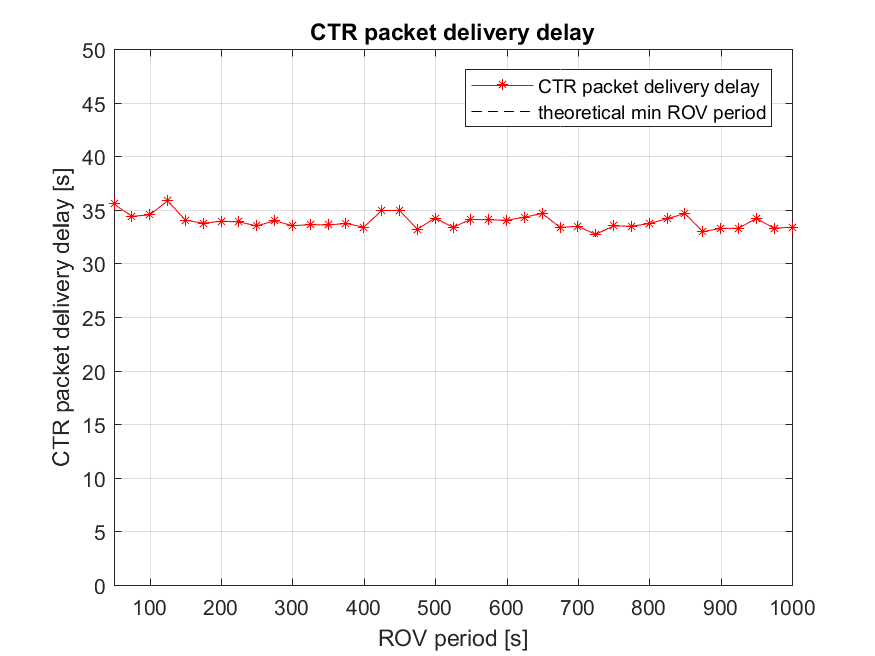 CTR packet delivery delay
50
45
40
35
30
25
20
15
10
5
0
CTR packet delivery delay [s]
CTR packet delivery delay
theoretical min ROV period
100 200 300 400 500 600 700 800 900 1000
ROV period [s]